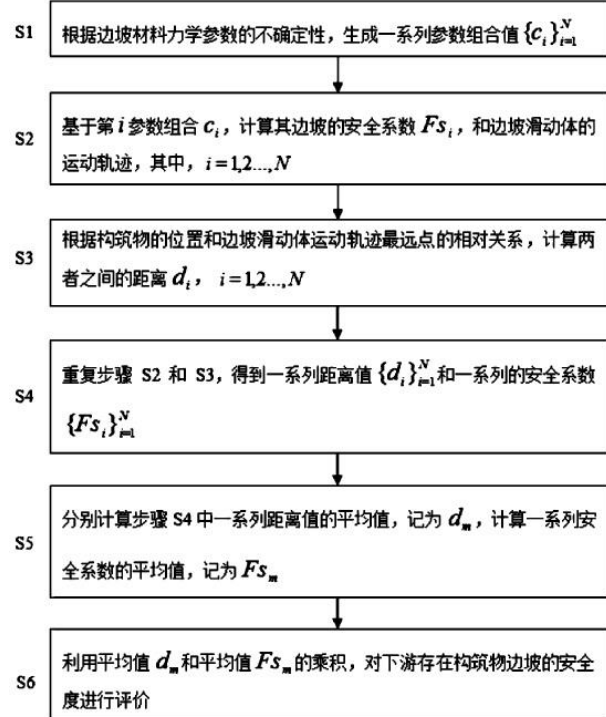 S1
根据边坡材料力学参数的不确定性，生成一系列参数组合值 $\{c_i\}_{i=1}^{N}$
S2
基于第 i 参数组合 $c_i$，计算其边坡的安全系数 $Fs_i$，和边坡滑动体的
运动轨迹，其中，i=1,2...,N
S3
根据构筑物的位置和边坡滑动体运动轨迹最远点的相对关系，计算两
者之间的距离 $d_i$， i=1,2...,N
S4
重复步骤 S2 和 S3，得到一系列距离值 $\{d_i\}_{i=1}^{N}$ 和一系列的安全系数
$\{Fs_i\}_{i=1}^{N}$
S5
分别计算步骤 S4 中一系列距离值的平均值，记为 $d_m$，计算一系列安
全系数的平均值，记为 $Fs_m$
S6
利用平均值 $d_m$ 和平均值 $Fs_m$ 的乘积，对下游存在构筑物边坡的安全
度进行评价